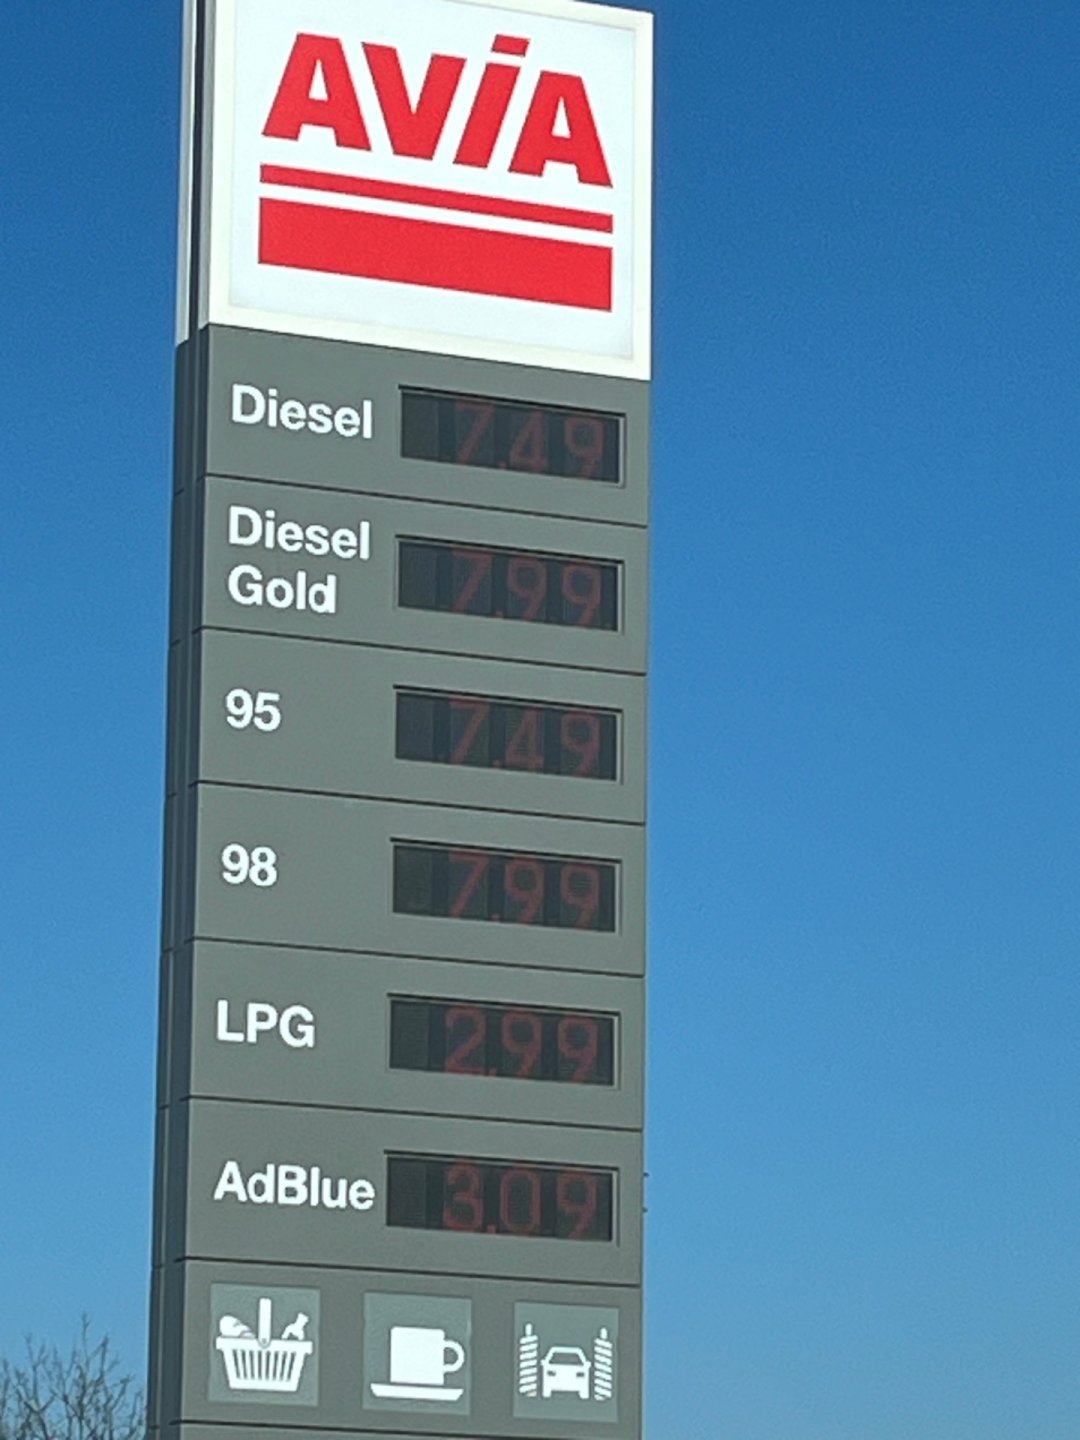 AVIA
Diesel 7.49
Diesel
Gold 7.99
95 7.49
98 7.99
LPG 2.99
AdBlue 3.09